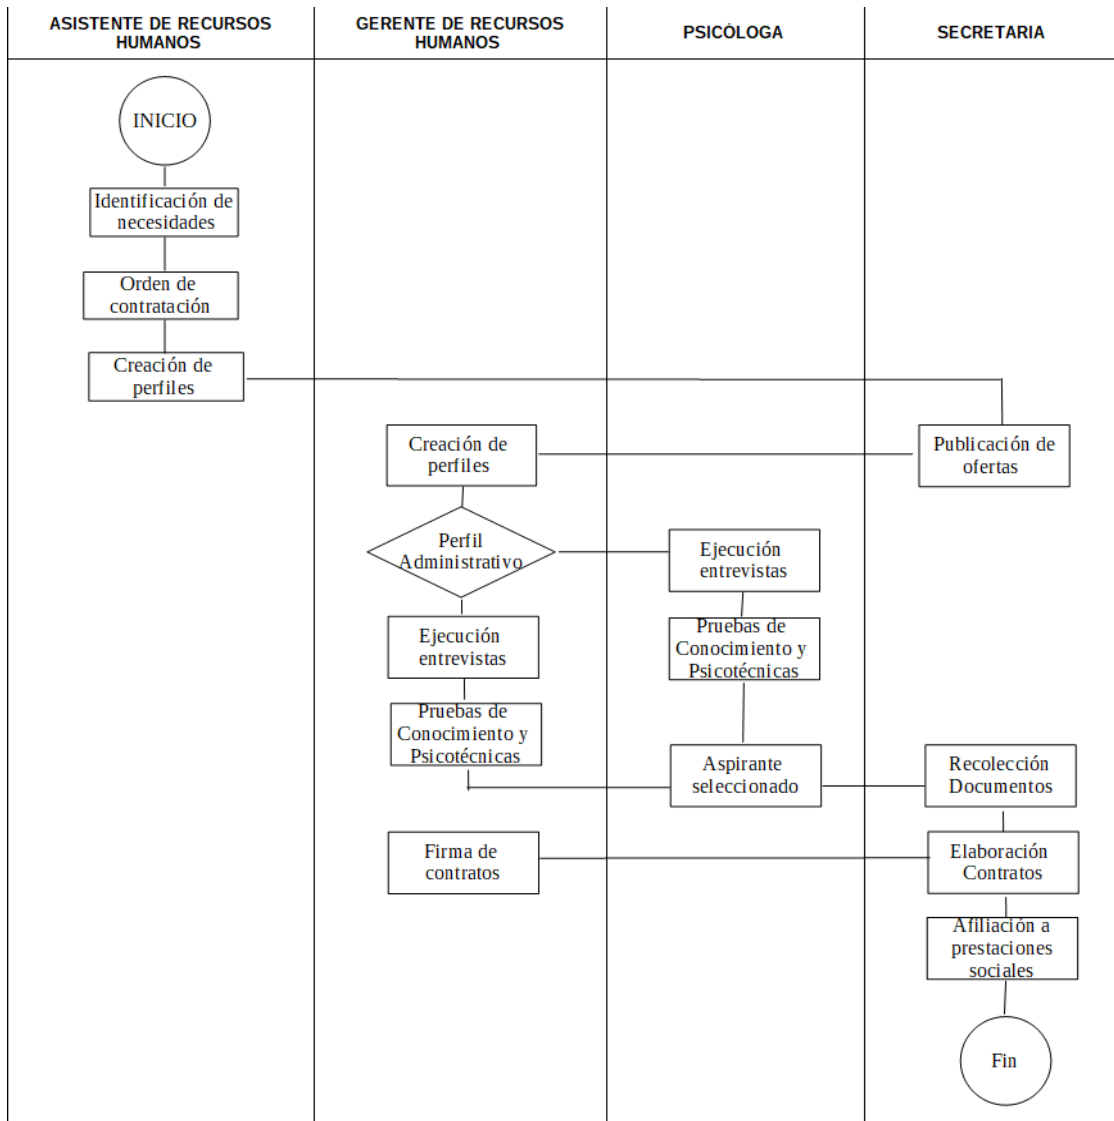 ASISTENTE DE RECURSOS
HUMANOS
GERENTE DE RECURSOS
HUMANOS
PSICÓLOGA
SECRETARIA
INICIO
Identificación de
necesidades
Orden de
contratación
Creación de
perfiles
Creación de
perfiles
Publicación de
ofertas
Perfil
Administrativo
Ejecución
entrevistas
Ejecución
entrevistas
Pruebas de
Conocimiento y
Psicotécnicas
Pruebas de
Conocimiento y
Psicotécnicas
Aspirante
seleccionado
Recolección
Documentos
Firma de
contratos
Elaboración
Contratos
Afiliación a
prestaciones
sociales
Fin